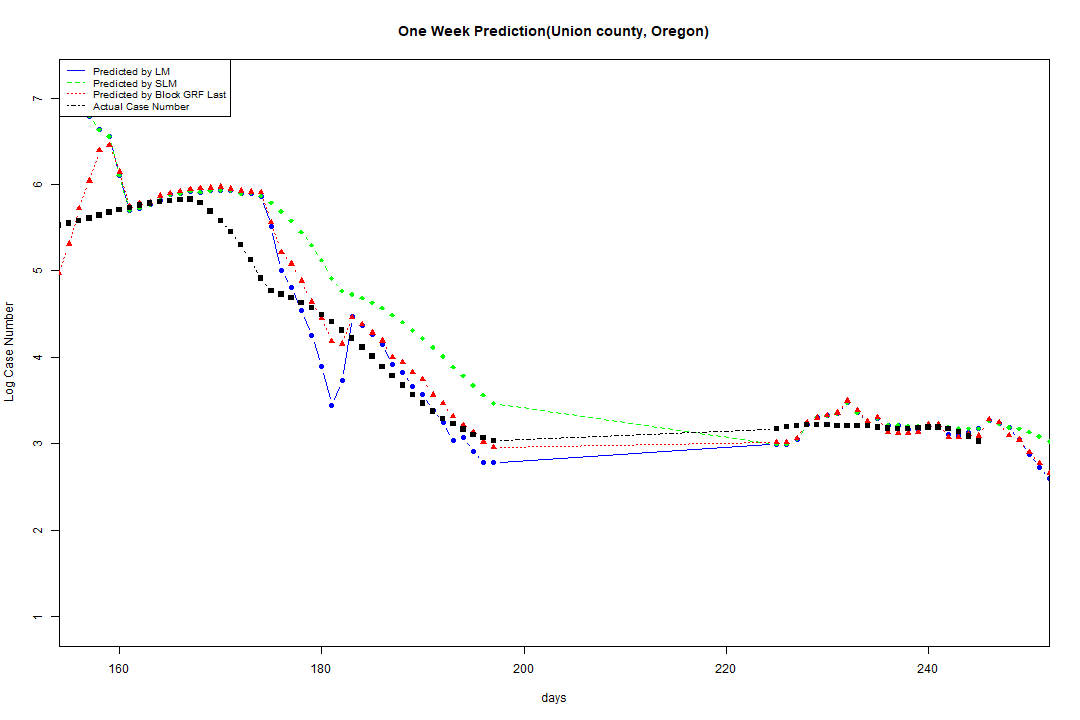 One Week Prediction(Union county, Oregon)
Predicted by LM
Predicted by SLM
Predicted by Block GRF Last
Actual Case Number
7
6
5
4
3
2
1
Log Case Number
160 180 200 220 240
days